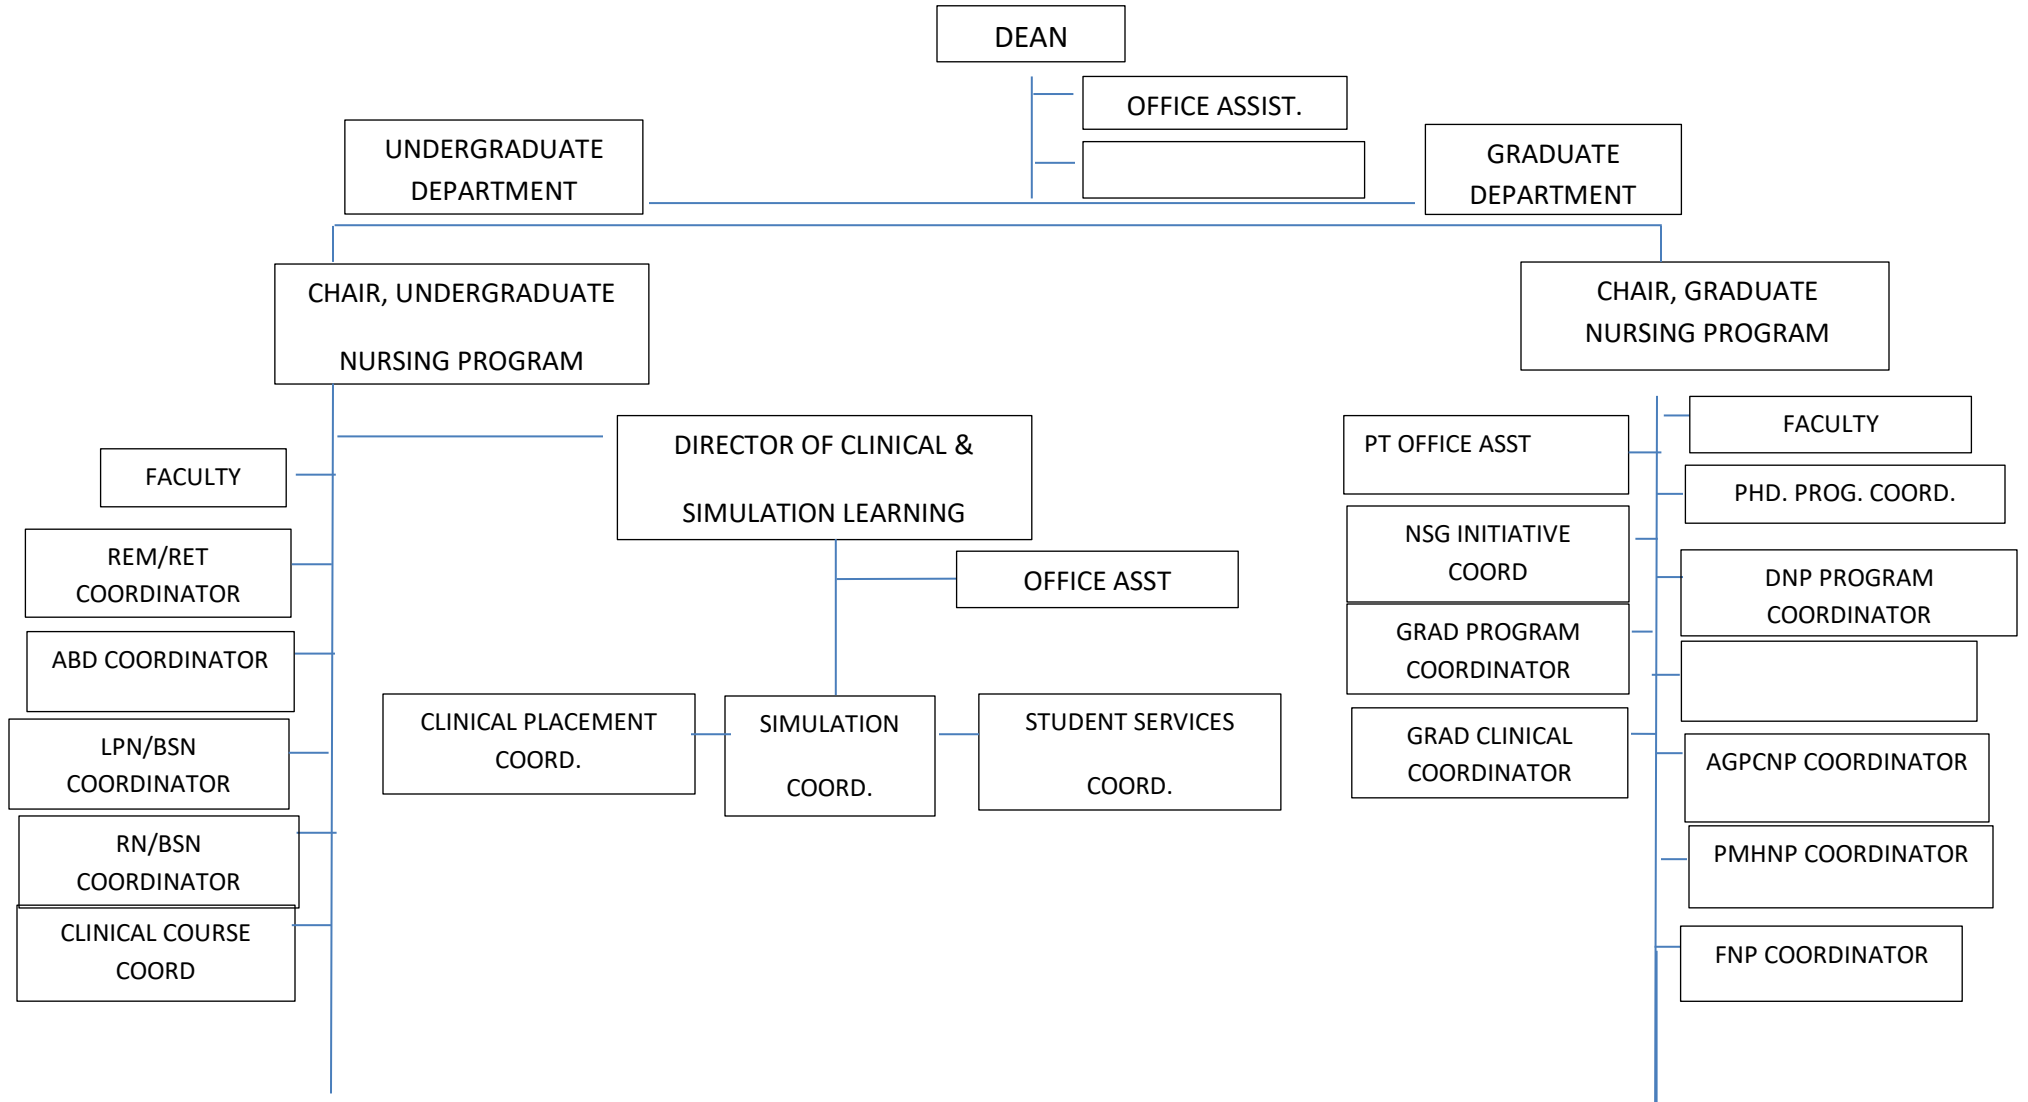 DEAN
OFFICE ASSIST.
UNDERGRADUATE
DEPARTMENT
GRADUATE
DEPARTMENT
CHAIR, UNDERGRADUATE
NURSING PROGRAM
CHAIR, GRADUATE
NURSING PROGRAM
FACULTY
REM/RET
COORDINATOR
ABD COORDINATOR
LPN/BSN
COORDINATOR
RN/BSN
COORDINATOR
CLINICAL COURSE
COORD
DIRECTOR OF CLINICAL &
SIMULATION LEARNING
OFFICE ASST
CLINICAL PLACEMENT
COORD.
SIMULATION
COORD.
STUDENT SERVICES
COORD.
PT OFFICE ASST
NSG INITIATIVE
COORD
GRAD PROGRAM
COORDINATOR
GRAD CLINICAL
COORDINATOR
FACULTY
PHD. PROG. COORD.
DNP PROGRAM
COORDINATOR
AGPCNP COORDINATOR
PMHNP COORDINATOR
FNP COORDINATOR